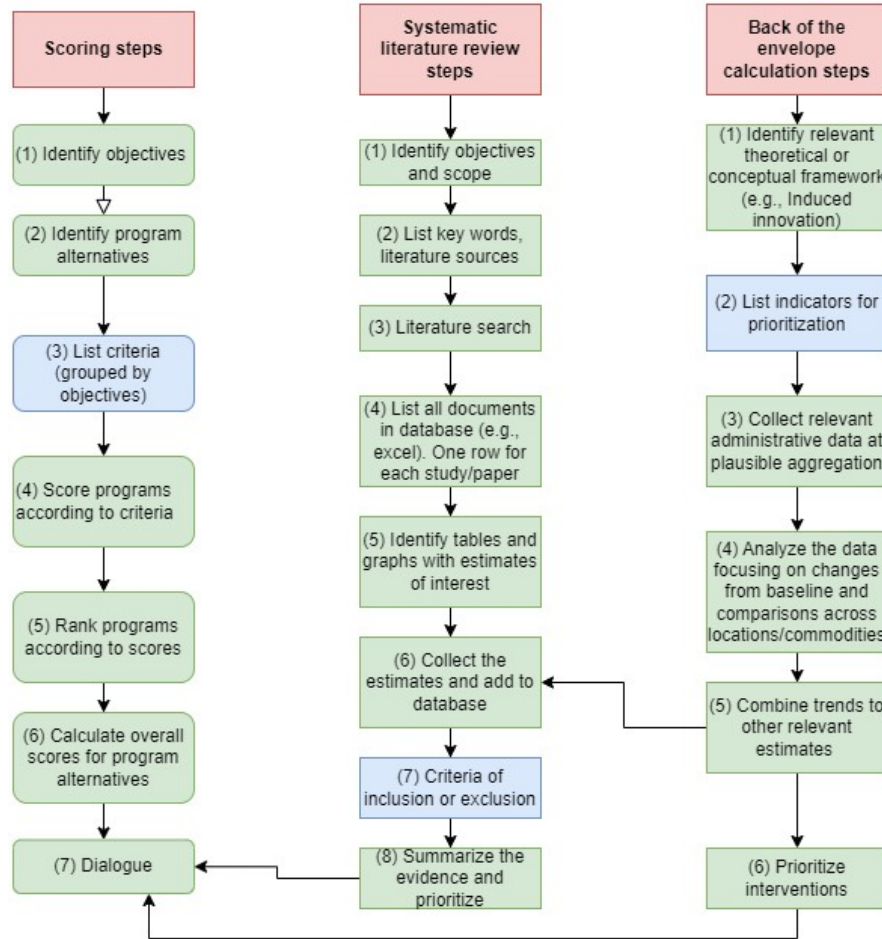 Scoring steps
(1) Identify objectives
(2) Identify program
alternatives
(3) List criteria
(grouped by
objectives)
(4) Score programs
according to criteria
(5) Rank programs
according to scores
(6) Calculate overall
scores for program
alternatives
(7) Dialogue
Systematic
literature review
steps
(1) Identify objectives
and scope
(2) List key words,
literature sources
(3) Literature search
(4) List all documents
in database (e.g.,
excel). One row for
each study/paper
(5) Identify tables and
graphs with estimates
of interest
(6) Collect the
estimates and add to
database
(7) Criteria of
inclusion or exclusion
(8) Summarize the
evidence and
prioritize
Back of the
envelope
calculation steps
(1) Identify relevant
theoretical or
conceptual framework
(e.g., Induced
innovation)
(2) List indicators for
prioritization
(3) Collect relevant
administrative data at
plausible aggregation
(4) Analyze the data
focusing on changes
from baseline and
comparisons across
locations/commodities
(5) Combine trends to
other relevant
estimates
(6) Prioritize
interventions